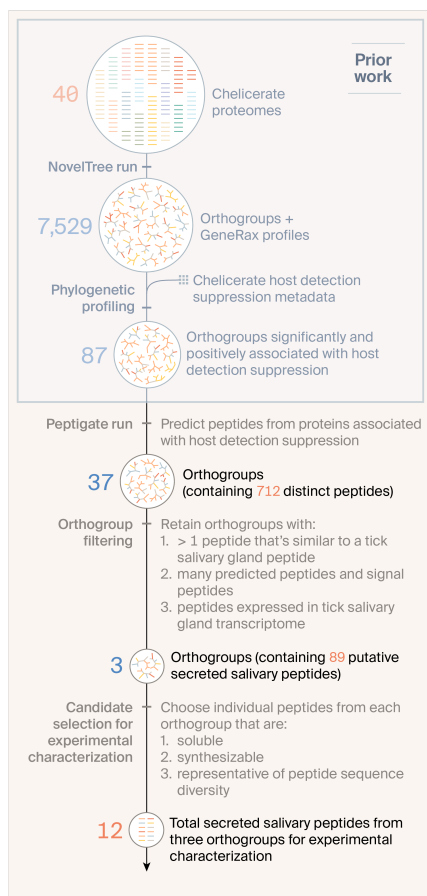 Prior
work
40
Chelicerate
proteomes
NovelTree run
7,529
Orthogroups +
GeneRax profiles
Chelicerate host detection
suppression metadata
Phylogenetic
profiling
87
Orthogroups significantly and
positively associated with host
detection suppression
Peptigate run
Predict peptides from proteins associated
with host detection suppression
37
Orthogroups
(containing 712 distinct peptides)
Orthogroup
filtering
Retain orthogroups with:
1. > 1 peptide that's similar to a tick
salivary gland peptide
2. many predicted peptides and signal
peptides
3. peptides expressed in tick salivary
gland transcriptome
3
Orthogroups (containing 89 putative
secreted salivary peptides)
Candidate
selection for
experimental
characterization
Choose individual peptides from each
orthogroup that are:
1. soluble
2. synthesizable
3. representative of peptide sequence
diversity
12
Total secreted salivary peptides from
three orthogroups for experimental
characterization